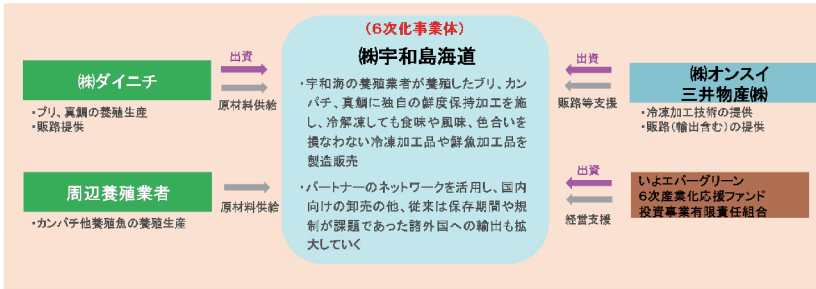 ㈱ダイニチ
・ブリ、真鯛の養殖生産
・販路提供
出資
原材料供給
周辺養殖業者
・カンパチ他養殖魚の養殖生産
原材料供給
（６次化事業体）
㈱宇和島海道
・宇和海の養殖業者が養殖したブリ、カン
パチ、真鯛に独自の鮮度保持加工を施
し、冷解凍しても食味や風味、色合いを
損なわない冷凍加工品や鮮魚加工品を
製造販売
・パートナーのネットワークを活用し、国内
向けの卸売の他、従来は保存期間や規
制が課題であった諸外国への輸出も拡
大していく
出資
販路等支援
㈱オンスイ
三井物産㈱
・冷凍加工技術の提供
・販路（輸出含む）の提供
出資
経営支援
いよエバーグリーン
６次産業化応援ファンド
投資事業有限責任組合